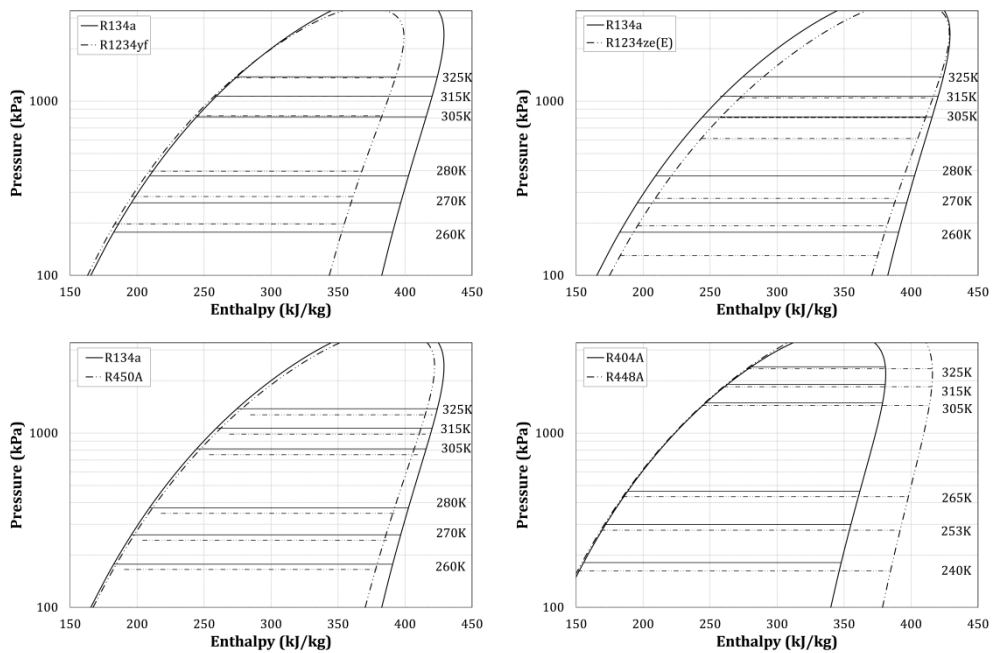 R134a
R1234yf
325K
315K
305K
280K
270K
260K
1000
100
Pressure (kPa)
150 200 250 300 350 400 450
Enthalpy (kJ/kg)
R134a
R1234ze(E)
325K
315K
305K
280K
270K
260K
1000
100
Pressure (kPa)
150 200 250 300 350 400 450
Enthalpy (kJ/kg)
R134a
R450A
325K
315K
305K
280K
270K
260K
1000
100
Pressure (kPa)
150 200 250 300 350 400 450
Enthalpy (kJ/kg)
R404A
R448A
325K
315K
305K
265K
253K
240K
1000
100
Pressure (kPa)
150 200 250 300 350 400 450
Enthalpy (kJ/kg)